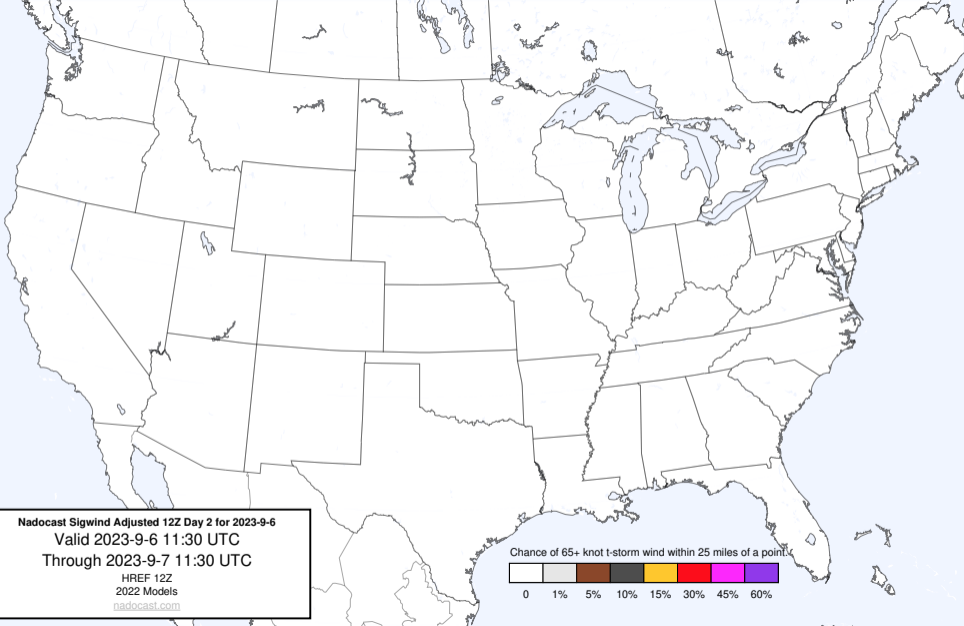 Nadocast Sigwind Adjusted 12Z Day 2 for 2023-9-6
Valid 2023-9-6 11:30 UTC
Through 2023-9-7 11:30 UTC
HREF 12Z
2022 Models
nadocast.com
Chance of 65+ knot t-storm wind within 25 miles of a point.
0 1% 5% 10% 15% 30% 45% 60%